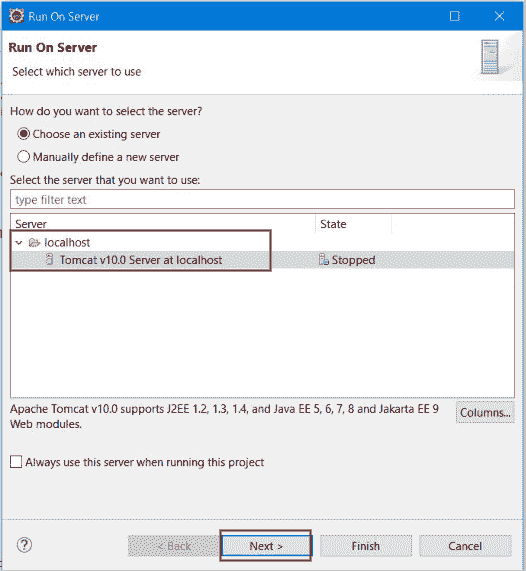 Run On Server
Run On Server
Select which server to use
How do you want to select the server?
Choose an existing server
Manually define a new server
Select the server that you want to use:
type filter text
Server State
localhost
Tomcat v10.0 Server at localhost Stopped
Apache Tomcat v10.0 supports J2EE 1.2, 1.3, 1.4, and Java EE 5, 6, 7, 8 and Jakarta EE 9
Web modules.
Columns...
Always use this server when running this project
? < Back Next > Finish Cancel